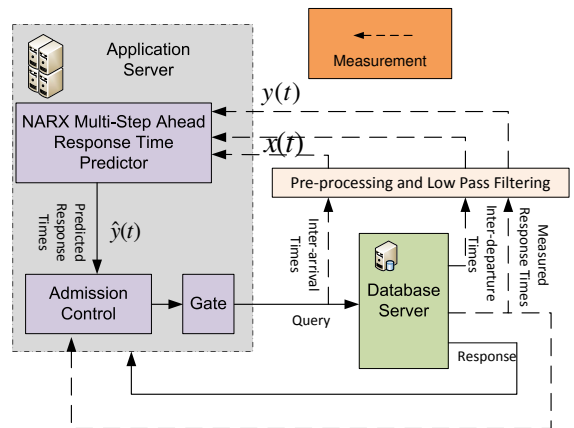 Application
Server
Measurement
y(t)
NARX Multi-Step Ahead
Response Time
Predictor
x(t)
Pre-processing and Low Pass Filtering
Predicted
Response
Times
ŷ(t)
Inter-arrival
Times
Inter-departure
Times
Measured
Response Times
Admission
Control
Gate
Query
Database
Server
Response